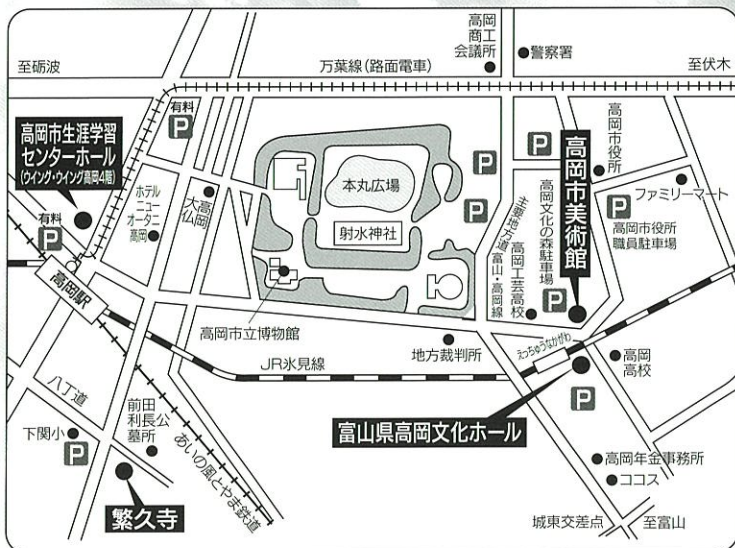 至砺波
万葉線（路面電車）
高岡
商工
会議所
警察署
至伏木
高岡市生涯学習
センターホール
（ウイング・ウイング高岡4階）
有料
P
有料
P
ホテル
ニュー
オータニ
高岡
高岡大仏
本丸広場
射水神社
高岡市立博物館
P
P
P
主要地方道 富山・高岡線
高岡工芸高校
高岡文化の森駐車場
P
高岡市美術館
高岡市役所
ファミリーマート
P
高岡市役所
職員駐車場
高岡駅
JR氷見線
地方裁判所
えっちゅうなかがわ
高岡
高校
P
富山県高岡文化ホール
八丁道
下関小
P
前田
利長公
墓所
繁久寺
あいの風とやま鉄道
高岡年金事務所
ココス
城東交差点
至富山